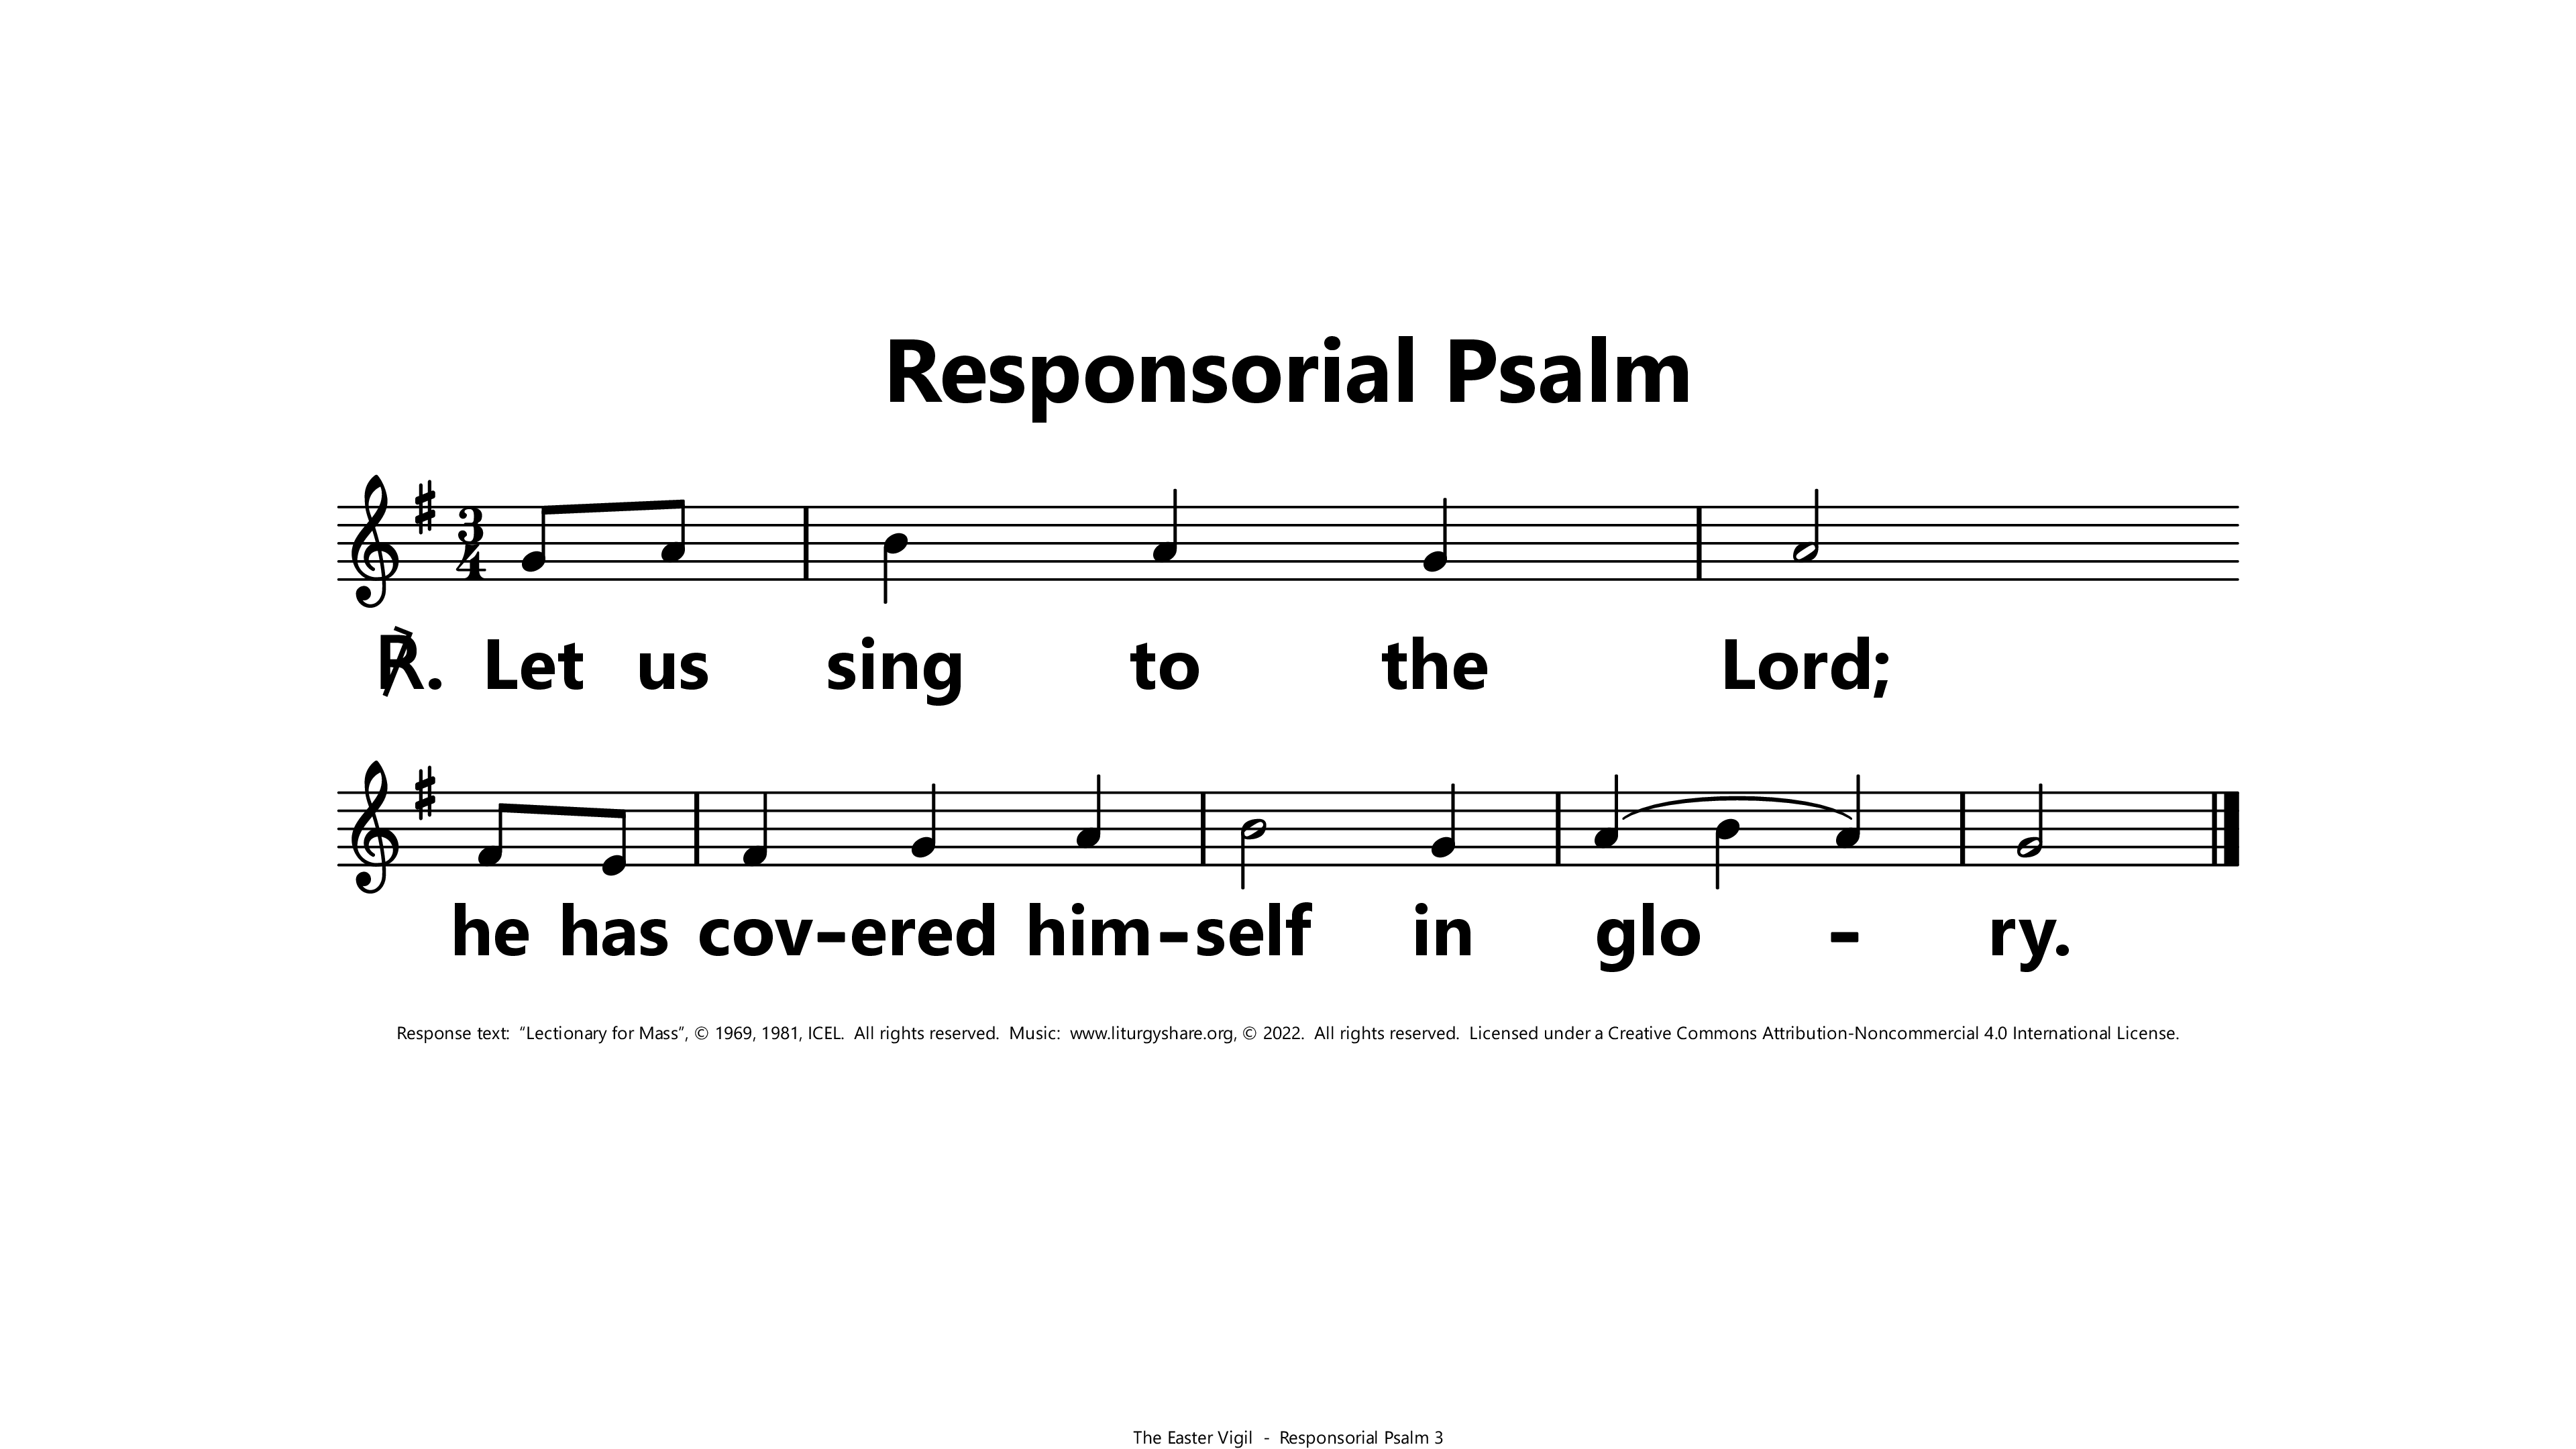 Responsorial Psalm
3
4
℟. Let us sing to the Lord;
he has cov-ered him-self in glo - ry.
Response text: “Lectionary for Mass”, © 1969, 1981, ICEL. All rights reserved. Music: www.liturgyshare.org, © 2022. All rights reserved. Licensed under a Creative Commons Attribution-Noncommercial 4.0 International License.
The Easter Vigil - Responsorial Psalm 3